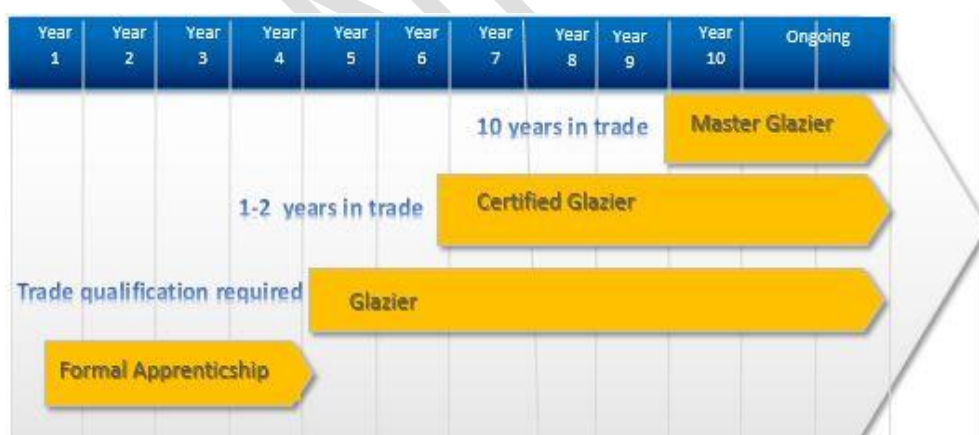 Year 1
Year 2
Year 3
Year 4
Year 5
Year 6
Year 7
Year 8
Year 9
Year 10
Ongoing
10 years in trade
Master Glazier
1-2 years in trade
Certified Glazier
Trade qualification required
Glazier
Formal Apprenticship